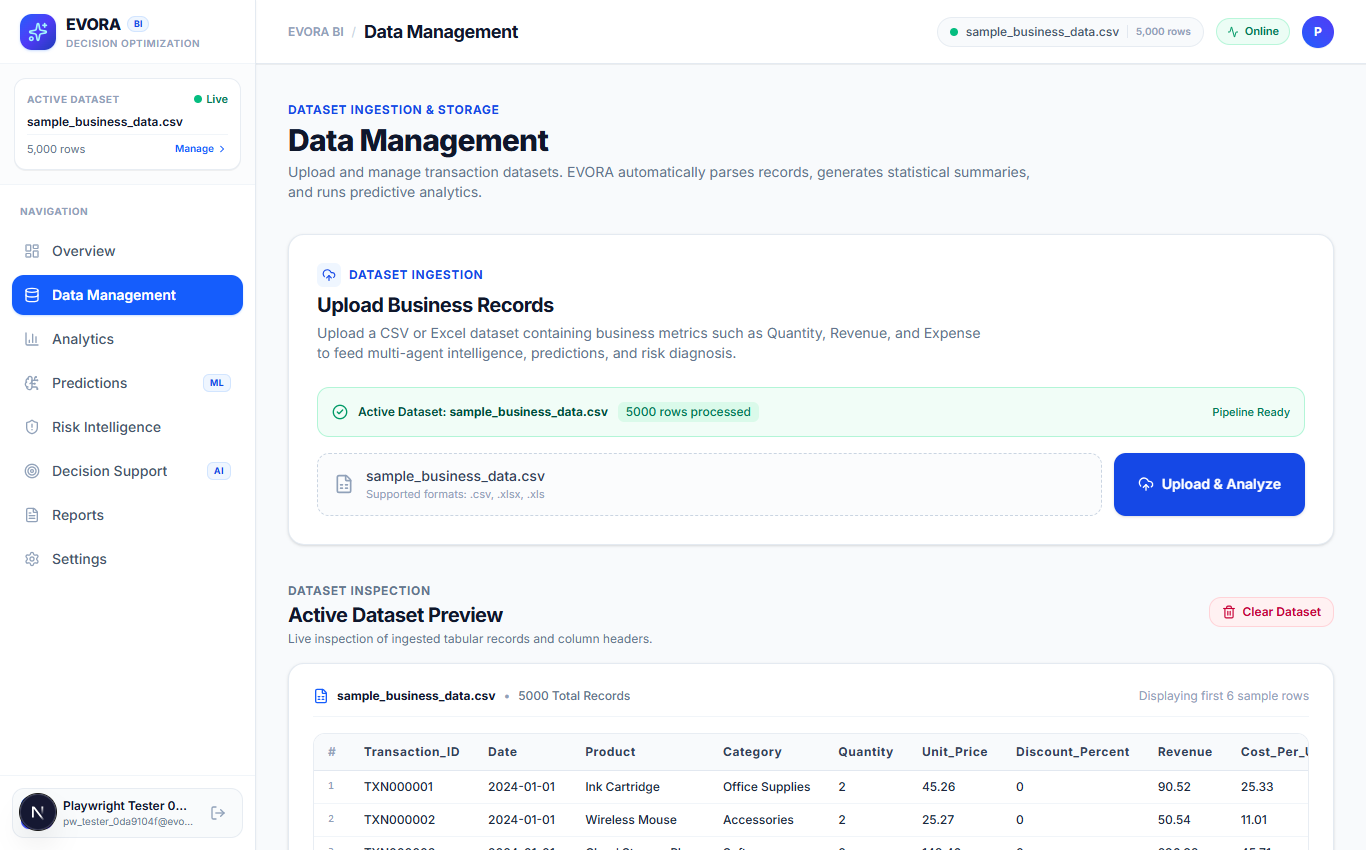 EVORA BI
DECISION OPTIMIZATION
ACTIVE DATASET Live
sample_business_data.csv
5,000 rows Manage
NAVIGATION
Overview
Data Management
Analytics
Predictions ML
Risk Intelligence
Decision Support AI
Reports
Settings
Playwright Tester 0...
pw_tester_0da9104f@evo...
N
EVORA BI / Data Management
sample_business_data.csv 5,000 rows
Online
P
DATASET INGESTION & STORAGE
Data Management
Upload and manage transaction datasets. EVORA automatically parses records, generates statistical summaries,
and runs predictive analytics.
DATASET INGESTION
Upload Business Records
Upload a CSV or Excel dataset containing business metrics such as Quantity, Revenue, and Expense
to feed multi-agent intelligence, predictions, and risk diagnosis.
Active Dataset: sample_business_data.csv 5000 rows processed Pipeline Ready
sample_business_data.csv
Supported formats: .csv, .xlsx, .xls
Upload & Analyze
DATASET INSPECTION
Active Dataset Preview
Live inspection of ingested tabular records and column headers.
Clear Dataset
sample_business_data.csv • 5000 Total Records Displaying first 6 sample rows
# Transaction_ID Date Product Category Quantity Unit_Price Discount_Percent Revenue Cost_Per_U
1 TXN000001 2024-01-01 Ink Cartridge Office Supplies 2 45.26 0 90.52 25.33
2 TXN000002 2024-01-01 Wireless Mouse Accessories 2 25.27 0 50.54 11.01